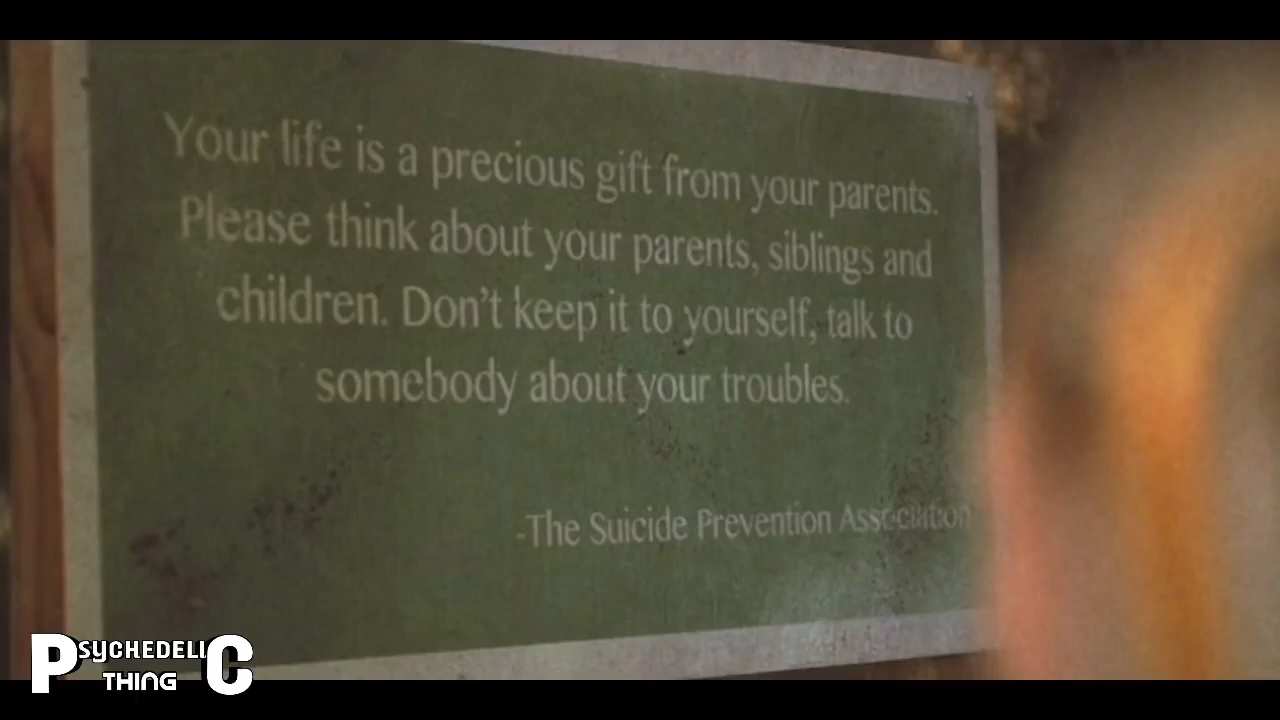 Your life is a precious gift from your parents.
Please think about your parents, siblings and
children. Don't keep it to yourself, talk to
somebody about your troubles.
-The Suicide Prevention Association
PSYCHEDELIC
THING